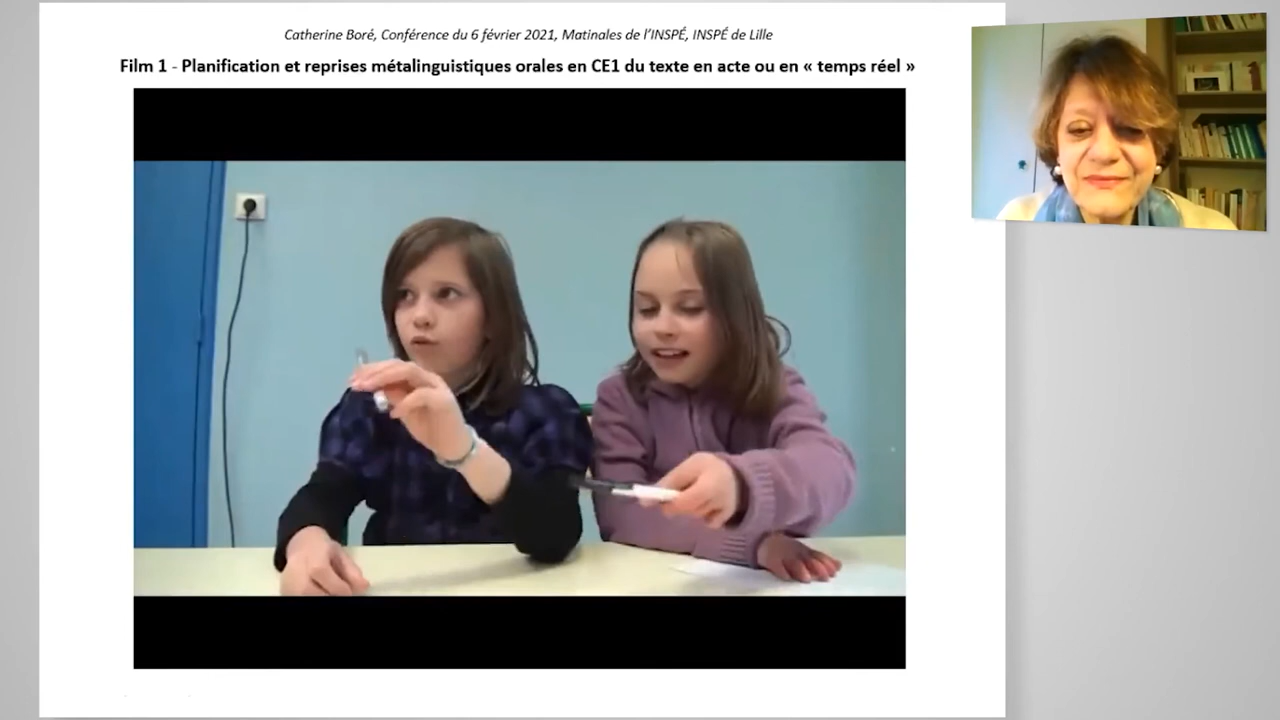 Catherine Boré, Conférence du 6 février 2021, Matinales de l'INSPÉ, INSPÉ de Lille
Film 1 - Planification et reprises métalinguistiques orales en CE1 du texte en acte ou en « temps réel »